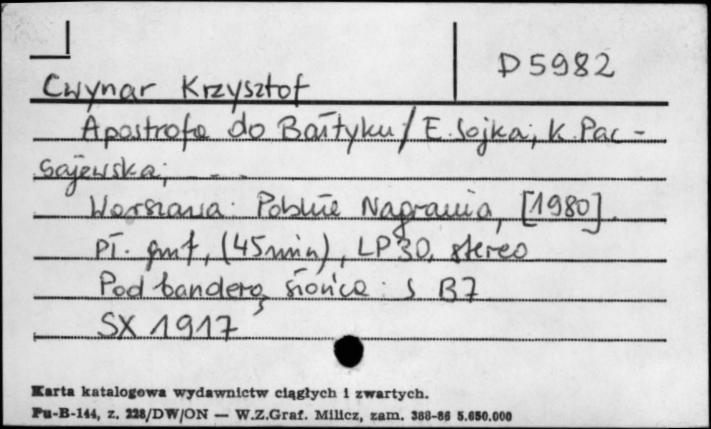 D 5982
Cwynar Krzysztof
Apostrofa do Bałtyku / E. Sojka, K. Pac-
Gajewska; - - -
Warszawa: Polskie Nagrania, [1980].
Pł. gmf, (45 min), LP 30, stereo
Pod banderą słońca: S B7
SX 1917
Karta katalogowa wydawnictw ciągłych i zwartych.
Pu-B-144, z. 228/DW/ON — W.Z.Graf. Milicz, zam. 388-86 5.650.000